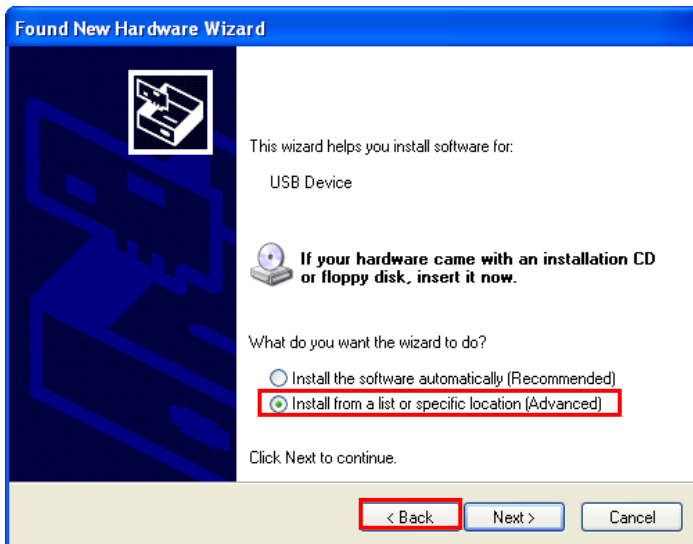 Found New Hardware Wizard
This wizard helps you install software for:
USB Device
If your hardware came with an installation CD
or floppy disk, insert it now.
What do you want the wizard to do?
Install the software automatically (Recommended)
Install from a list or specific location (Advanced)
Click Next to continue.
< Back Next > Cancel